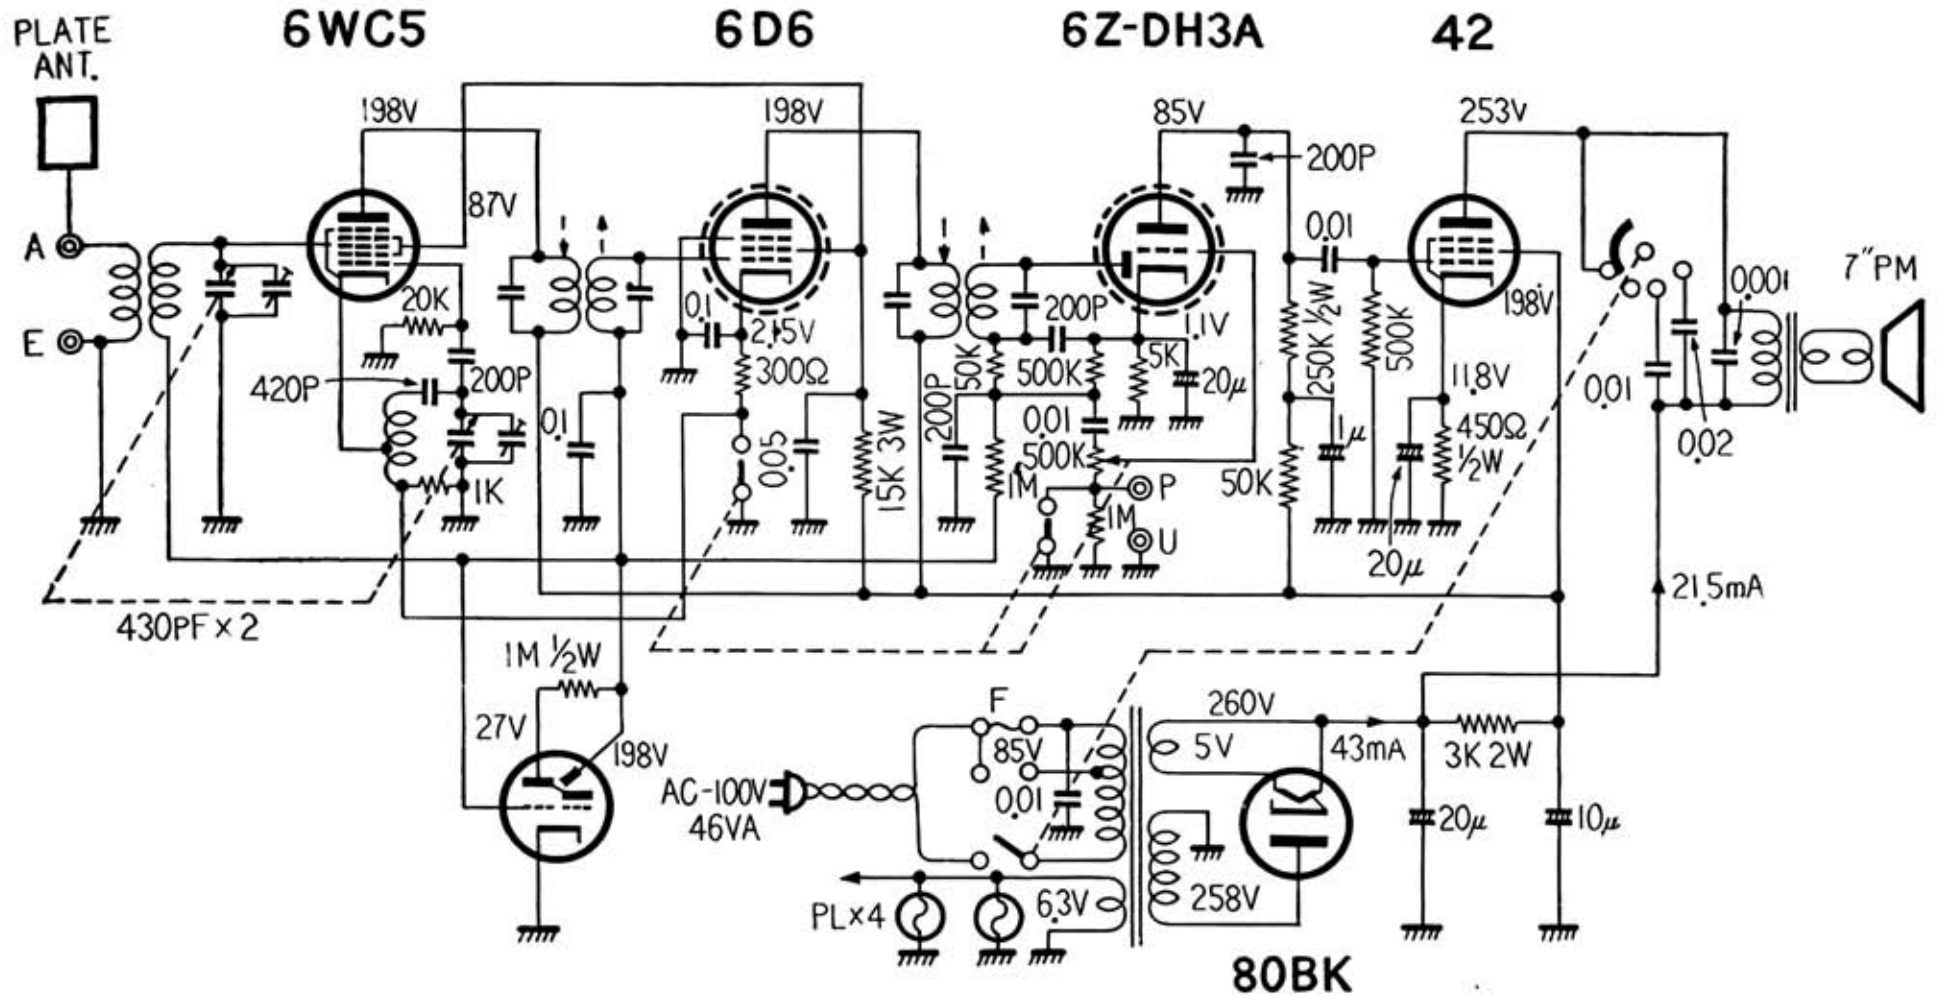 PLATE
ANT.
6WC5
6D6
6Z-DH3A
42
198V
198V
85V
253V
200P
87V
A
0.01
7"PM
20K
0.1
2.15V
200P
1.1V
198V
0.001
E
300Ω
50K
500K
5K
250K ½W
500K
420P
200P
20μ
11.8V
0.01
0.1
0.05
15K 3W
200P
0.01
500K
1μ
450Ω
½W
0.02
1K
1M
P
50K
1M
U
20μ
21.5mA
430PF×2
1M ½W
27V
198V
F
260V
85V
5V
43mA
3K 2W
AC-100V
46VA
0.01
20μ
10μ
PL×4
6.3V
258V
80BK